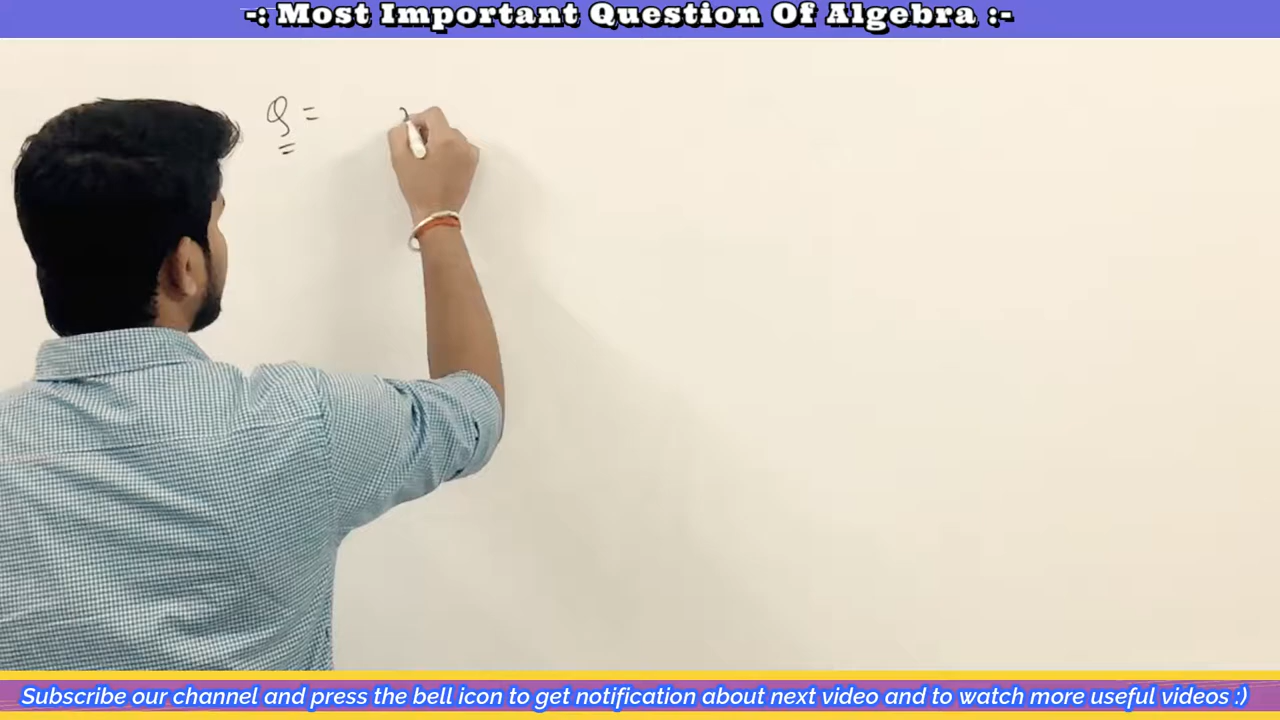 -: Most Important Question Of Algebra :-
Q =
Subscribe our channel and press the bell icon to get notification about next video and to watch more useful videos :)